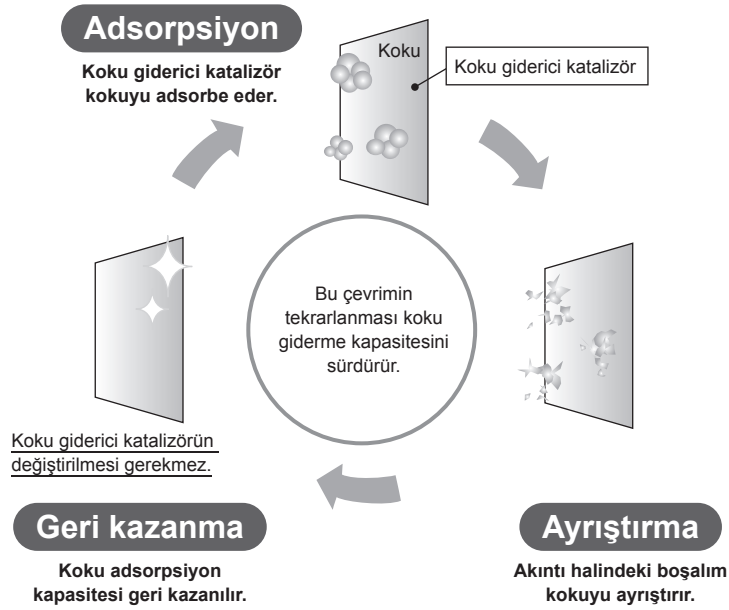 Adsorpsiyon
Koku giderici katalizör
kokuyu adsorbe eder.
Koku
Koku giderici katalizör
Bu çevrimin
tekrarlanması koku
giderme kapasitesini
sürdürür.
Koku giderici katalizörün
değiştirilmesi gerekmez.
Geri kazanma
Koku adsorpsiyon
kapasitesi geri kazanılır.
Ayrıştırma
Akıntı halindeki boşalım
kokuyu ayrıştırır.